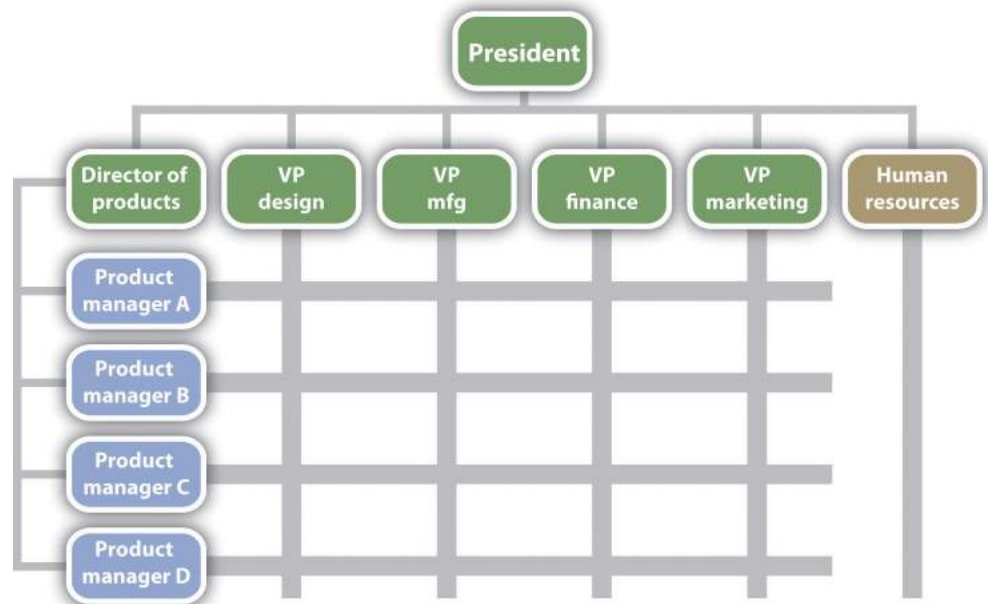 President
Director of
products
VP
design
VP
mfg
VP
finance
VP
marketing
Human
resources
Product
manager A
Product
manager B
Product
manager C
Product
manager D